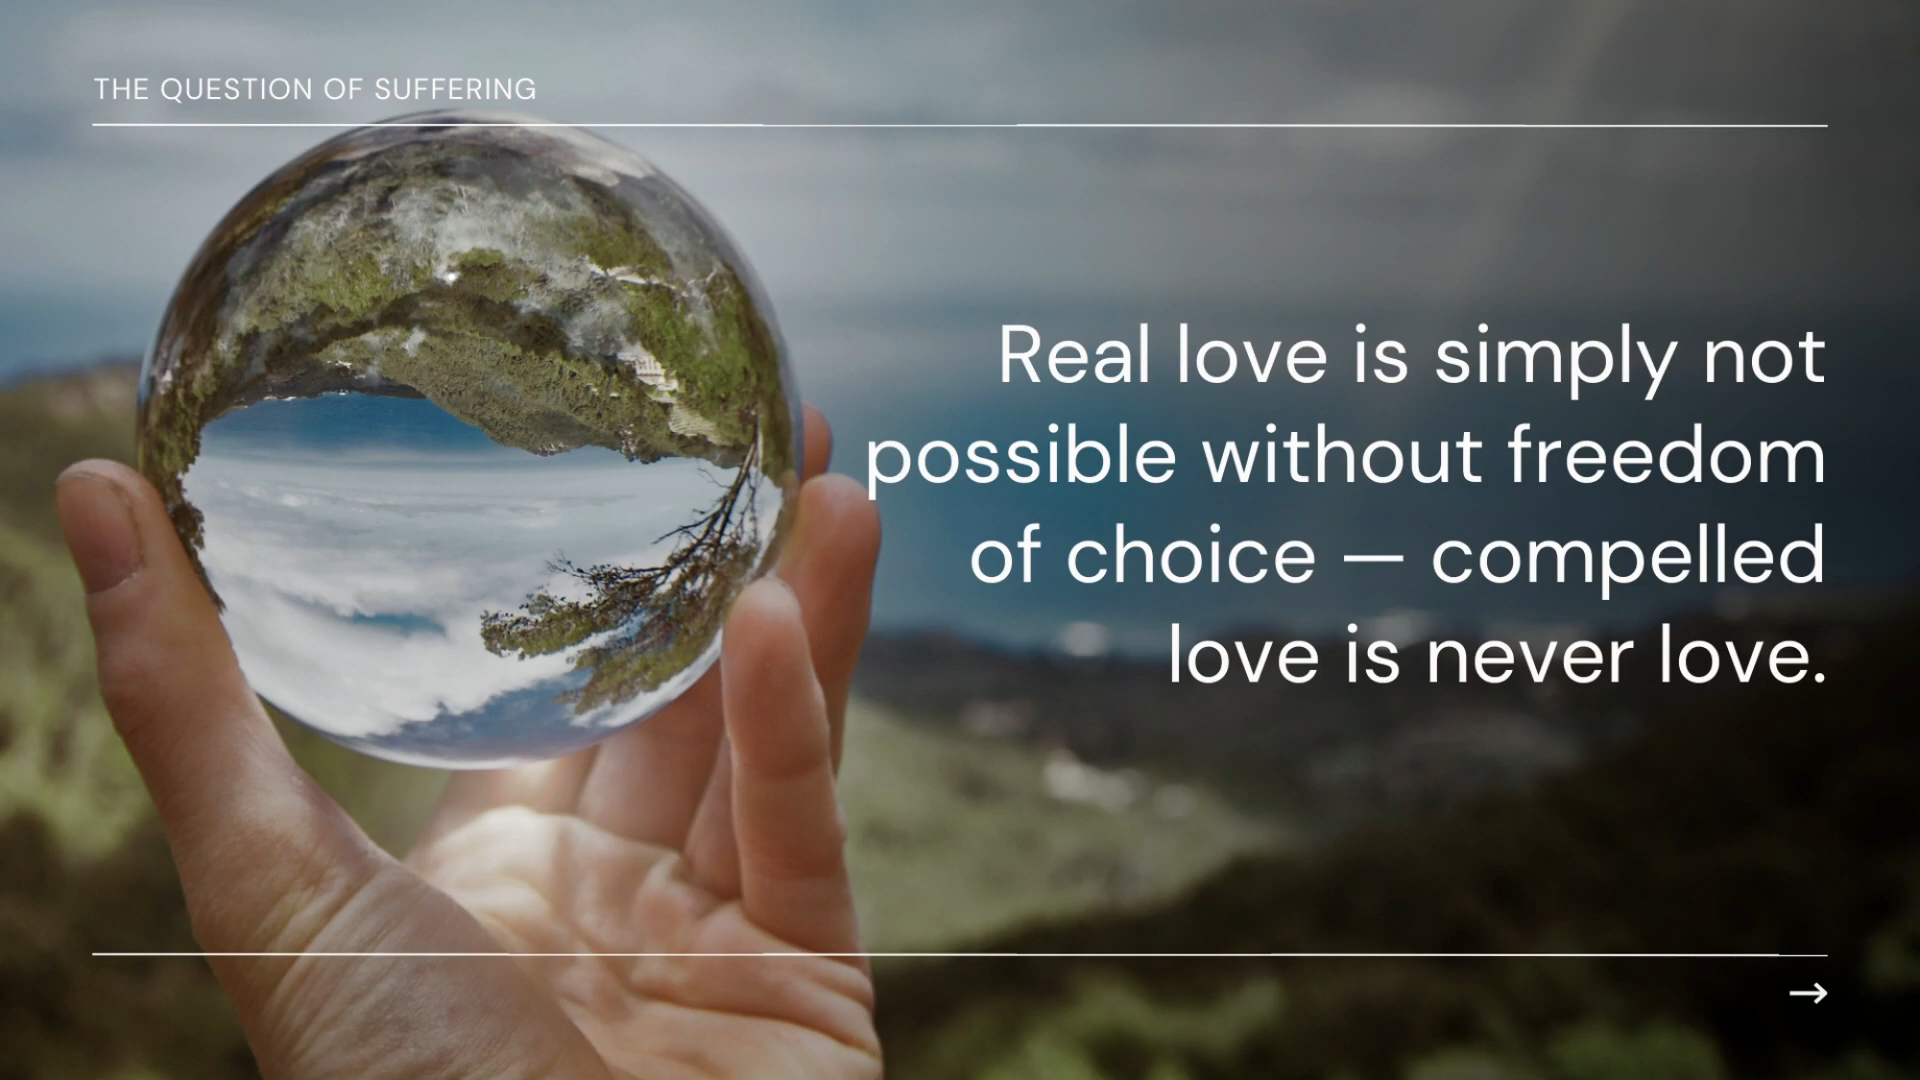 THE QUESTION OF SUFFERING
Real love is simply not
possible without freedom
of choice — compelled
love is never love.
→